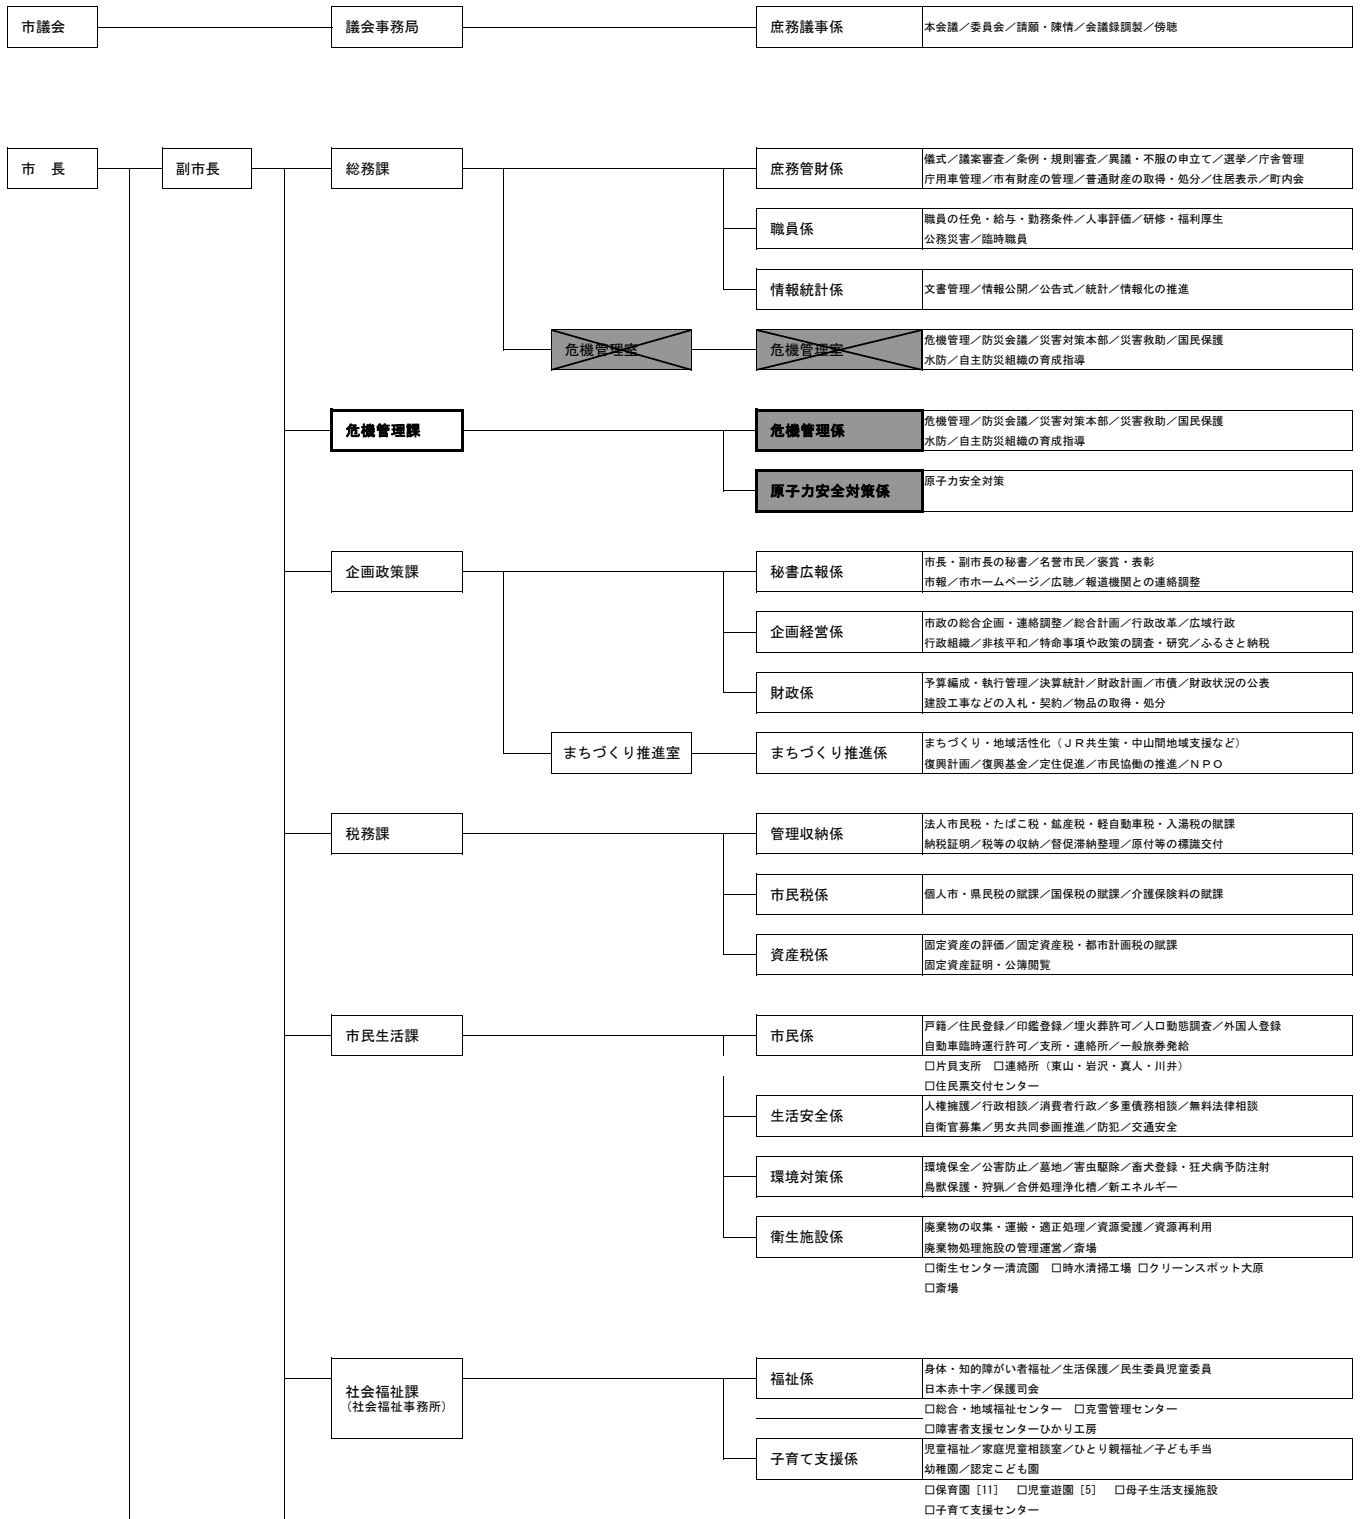 市議会
議会事務局
庶務議事係
本会議／委員会／請願・陳情／会議録調製／傍聴
市　長
副市長
総務課
庶務管財係
儀式／議案審査／条例・規則審査／異議・不服の申立て／選挙／庁舎管理
庁用車管理／市有財産の管理／普通財産の取得・処分／住居表示／町内会
職員係
職員の任免・給与・勤務条件／人事評価／研修・福利厚生
公務災害／臨時職員
情報統計係
文書管理／情報公開／公告式／統計／情報化の推進
危機管理室
危機管理室
危機管理／防災会議／災害対策本部／災害救助／国民保護
水防／自主防災組織の育成指導
危機管理課
危機管理係
危機管理／防災会議／災害対策本部／災害救助／国民保護
水防／自主防災組織の育成指導
原子力安全対策係
原子力安全対策
企画政策課
秘書広報係
市長・副市長の秘書／名誉市民／褒賞・表彰
市報／市ホームページ／広聴／報道機関との連絡調整
企画経営係
市政の総合企画・連絡調整／総合計画／行政改革／広域行政
行政組織／非核平和／特命事項や政策の調査・研究／ふるさと納税
財政係
予算編成・執行管理／決算統計／財政計画／市債／財政状況の公表
建設工事などの入札・契約／物品の取得・処分
まちづくり推進室
まちづくり推進係
まちづくり・地域活性化（ＪＲ共生策・中山間地域支援など）
復興計画／復興基金／定住促進／市民協働の推進／ＮＰＯ
税務課
管理収納係
法人市民税・たばこ税・鉱産税・軽自動車税・入湯税の賦課
納税証明／税等の収納／督促滞納整理／原付等の標識交付
市民税係
個人市・県民税の賦課／国保税の賦課／介護保険料の賦課
資産税係
固定資産の評価／固定資産税・都市計画税の賦課
固定資産証明・公簿閲覧
市民生活課
市民係
戸籍／住民登録／印鑑登録／埋火葬許可／人口動態調査／外国人登録
自動車臨時運行許可／支所・連絡所／一般旅券発給
□片貝支所　□連絡所（東山・岩沢・真人・川井）
□住民票交付センター
生活安全係
人権擁護／行政相談／消費者行政／多重債務相談／無料法律相談
自衛官募集／男女共同参画推進／防犯／交通安全
環境対策係
環境保全／公害防止／墓地／害虫駆除／畜犬登録・狂犬病予防注射
鳥獣保護・狩猟／合併処理浄化槽／新エネルギー
衛生施設係
廃棄物の収集・運搬・適正処理／資源愛護／資源再利用
廃棄物処理施設の管理運営／斎場
□衛生センター清流園　□時水清掃工場 □クリーンスポット大原
□斎場
社会福祉課
（社会福祉事務所）
福祉係
身体・知的障がい者福祉／生活保護／民生委員児童委員
日本赤十字／保護司会
□総合・地域福祉センター　□克雪管理センター
□障害者支援センターひかり工房
子育て支援係
児童福祉／家庭児童相談室／ひとり親福祉／子ども手当
幼稚園／認定こども園
□保育園［11］　□児童遊園［5］　□母子生活支援施設
□子育て支援センター